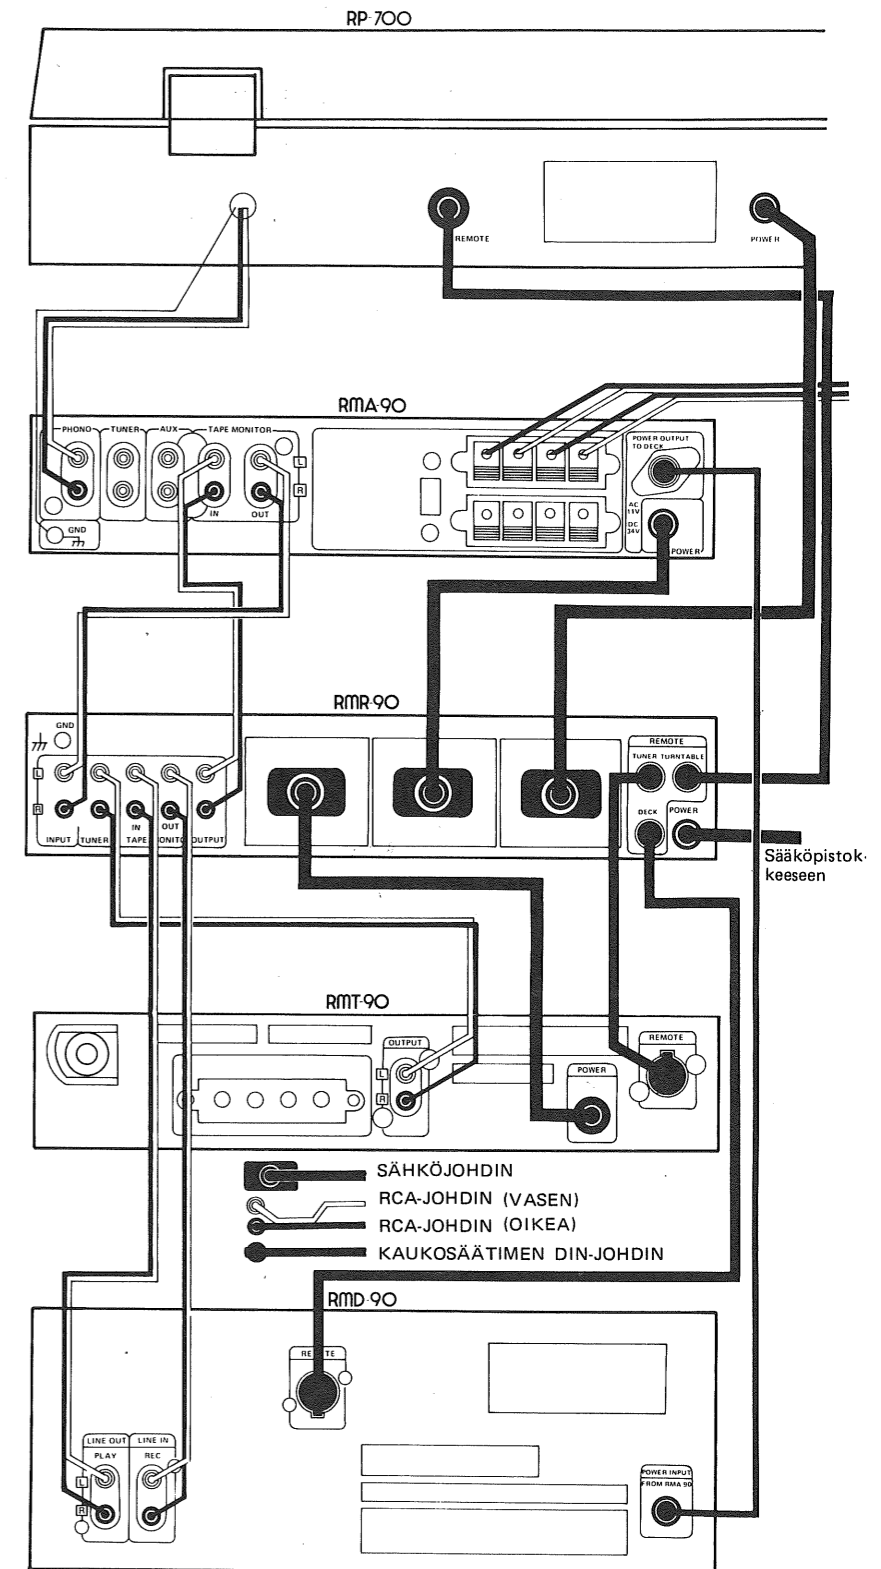 RP-700
REMOTE
POWER
RMA-90
PHONO
TUNER
AUX
TAPE MONITOR
L
R
IN
OUT
GND
POWER OUTPUT
TO DECK
AC
11V
DC
34V
POWER
RMR-90
GND
L
R
INPUT
TUNER
IN
OUT
TAPE MONITO
OUTPUT
REMOTE
TUNER
TURNTABLE
DECK
POWER
Sääköpistok-
keeseen
RMT-90
OUTPUT
L
R
POWER
REMOTE
SÄHKÖJOHDIN
RCA-JOHDIN (VASEN)
RCA-JOHDIN (OIKEA)
KAUKOSÄÄTIMEN DIN-JOHDIN
RMD-90
REMOTE
LINE OUT
LINE IN
PLAY
REC
L
R
POWER INPUT
FROM RMA 90